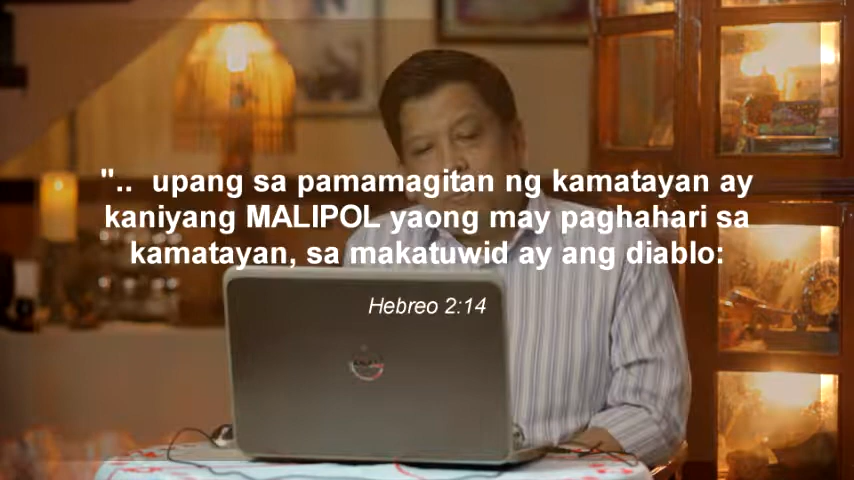 ".. upang sa pamamagitan ng kamatayan ay
kaniyang MALIPOL yaong may paghahari sa
kamatayan, sa makatuwid ay ang diablo:
Hebreo 2:14